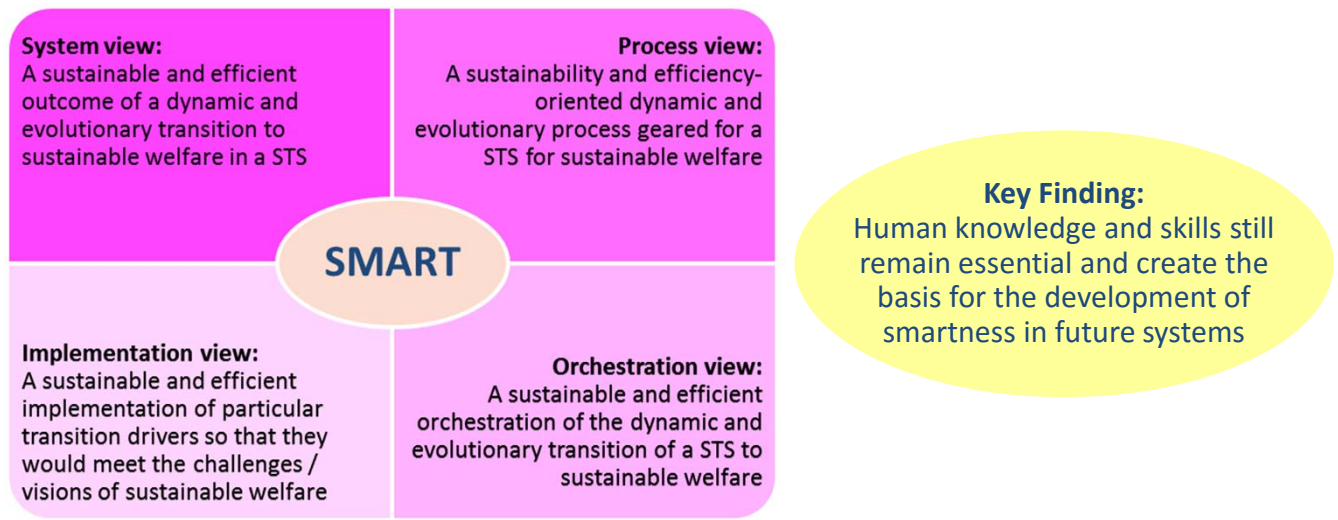 System view:
A sustainable and efficient
outcome of a dynamic and
evolutionary transition to
sustainable welfare in a STS
Process view:
A sustainability and efficiency-
oriented dynamic and
evolutionary process geared for a
STS for sustainable welfare
SMART
Implementation view:
A sustainable and efficient
implementation of particular
transition drivers so that they
would meet the challenges /
visions of sustainable welfare
Orchestration view:
A sustainable and efficient
orchestration of the dynamic and
evolutionary transition of a STS to
sustainable welfare
Key Finding:
Human knowledge and skills still
remain essential and create the
basis for the development of
smartness in future systems